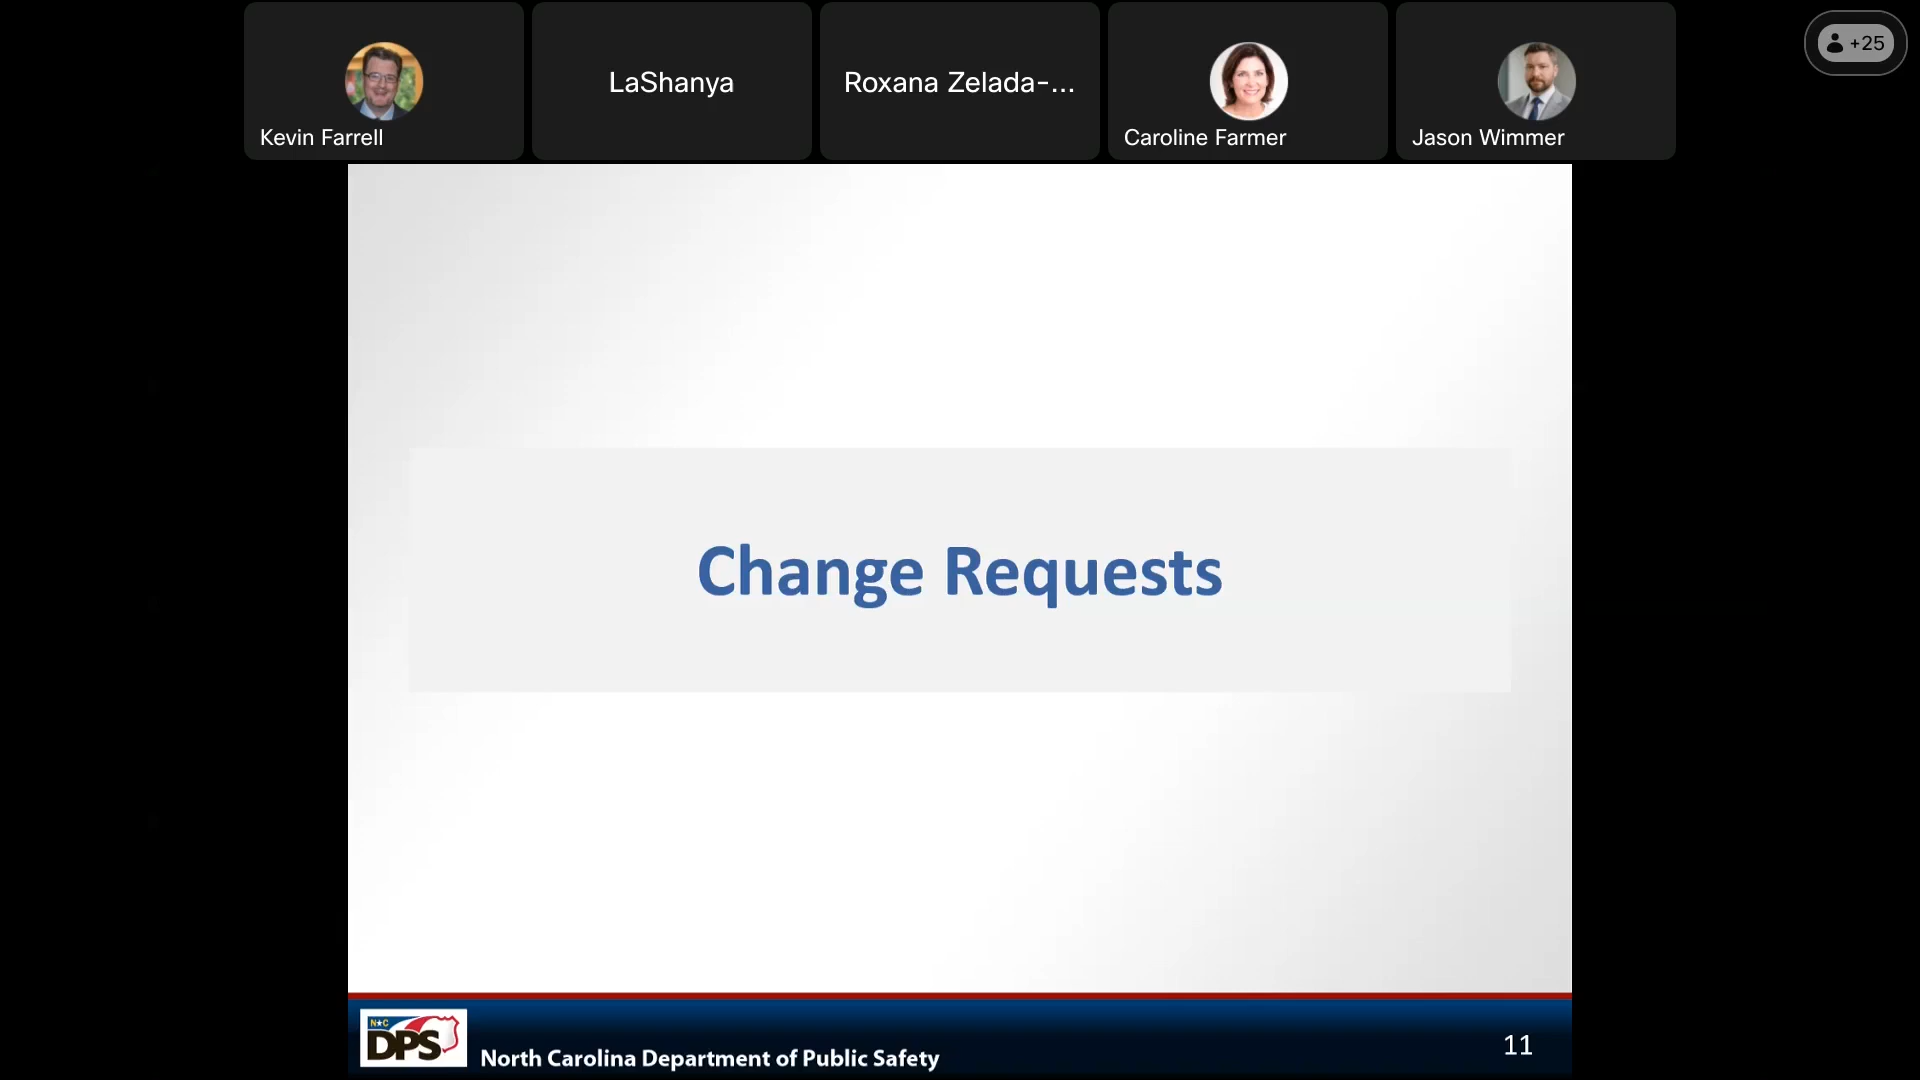 Kevin Farrell
LaShanya
Roxana Zelada-...
Caroline Farmer
Jason Wimmer
+25
Change Requests
N★C
DPS
North Carolina Department of Public Safety
11